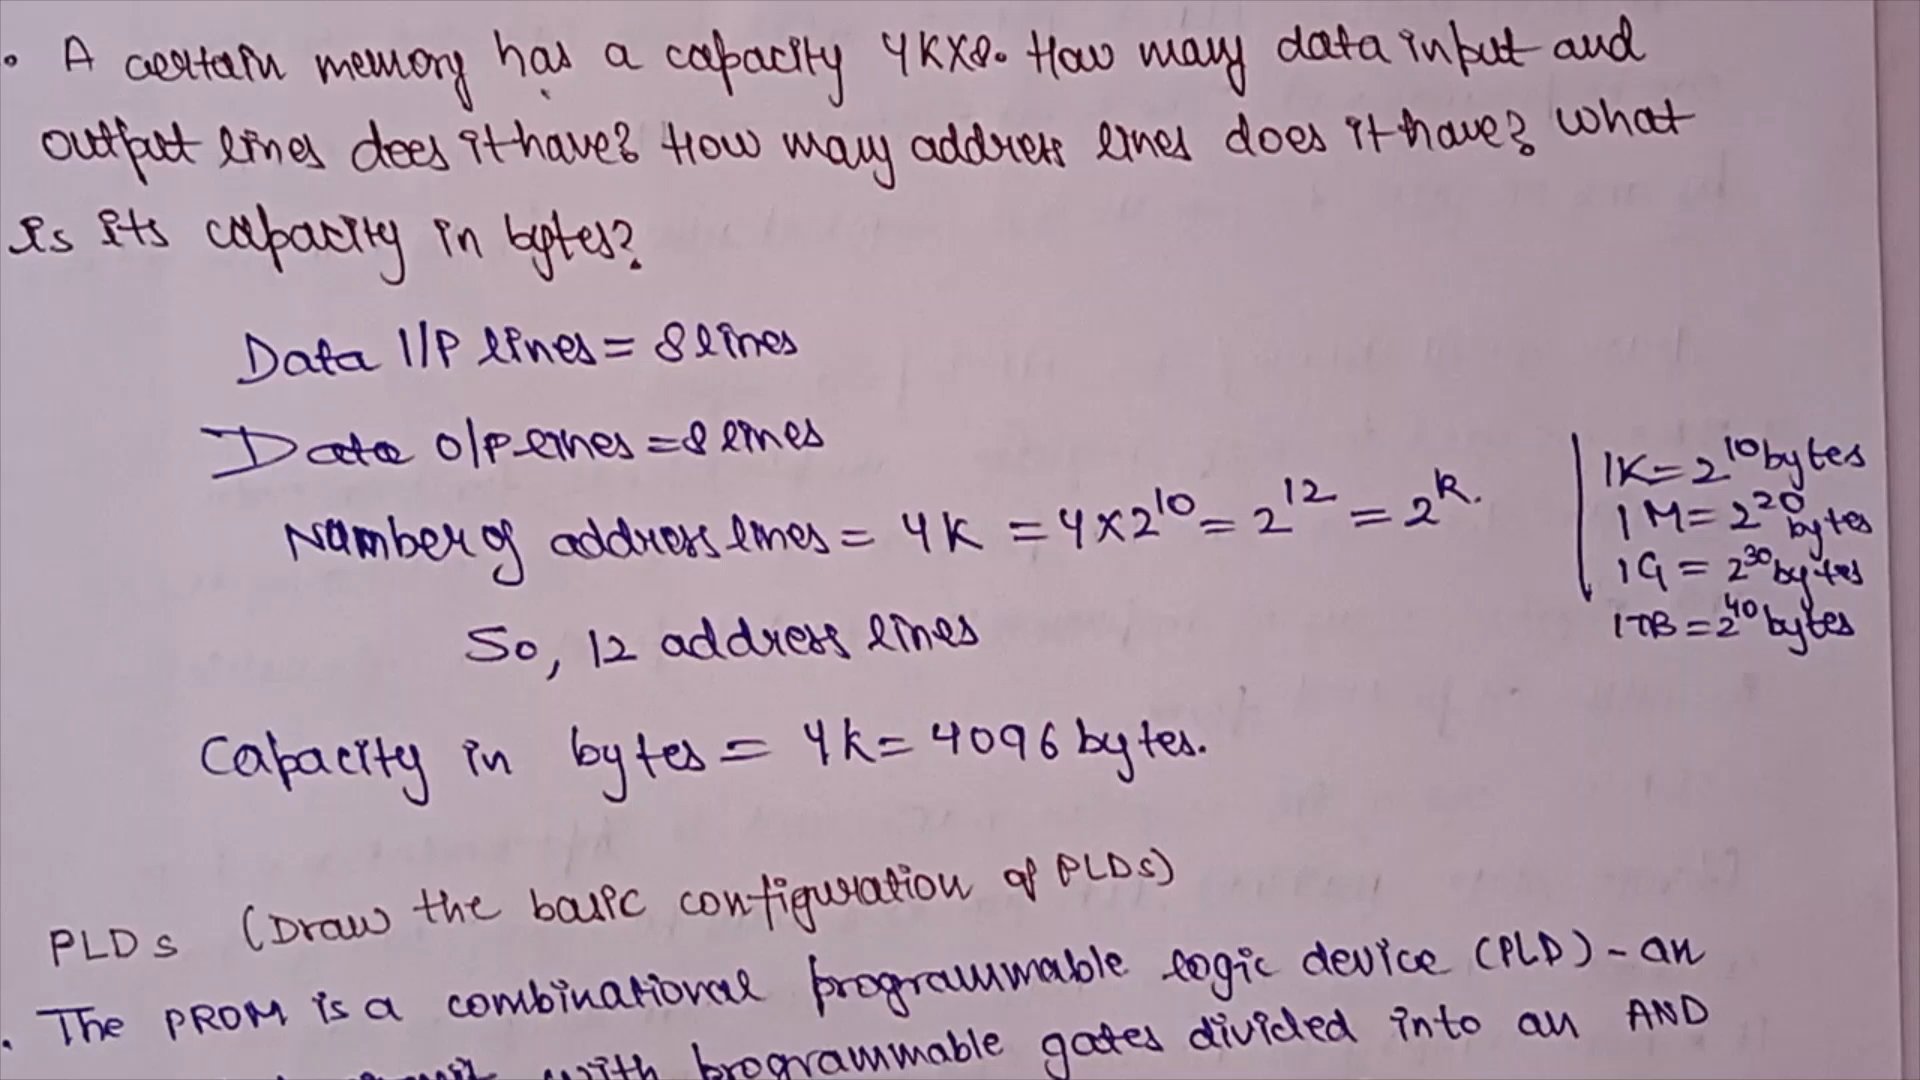 • A certain memory has a capacity 4KX8. How many data input and
output lines does it have? How many address lines does it have? What
is its capacity in bytes?
Data I/P lines = 8 lines
Data O/P lines = 8 lines
Number of address lines = 4K = 4×2^10 = 2^12 = 2^k.
1K = 2^10 bytes
1M = 2^20 bytes
1G = 2^30 bytes
1TB = 2^40 bytes
So, 12 address lines
Capacity in bytes = 4k = 4096 bytes.
PLDs (Draw the basic configuration of PLDs)
. The PROM is a combinational programmable logic device (PLD) - an
with programmable gates divided into an AND